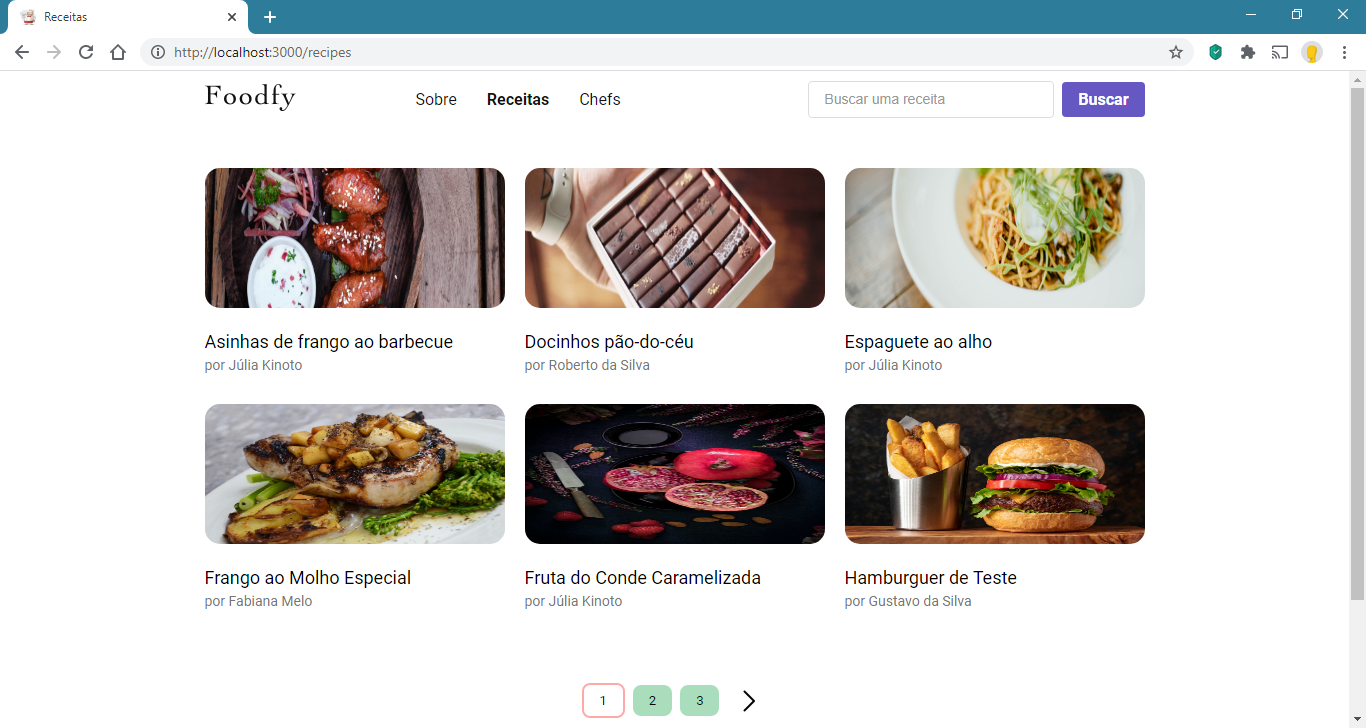 Receitas
http://localhost:3000/recipes
Foodfy
Sobre
Receitas
Chefs
Buscar uma receita
Buscar
Asinhas de frango ao barbecue
por Júlia Kinoto
Docinhos pão-do-céu
por Roberto da Silva
Espaguete ao alho
por Júlia Kinoto
Frango ao Molho Especial
por Fabiana Melo
Fruta do Conde Caramelizada
por Júlia Kinoto
Hamburguer de Teste
por Gustavo da Silva
1
2
3